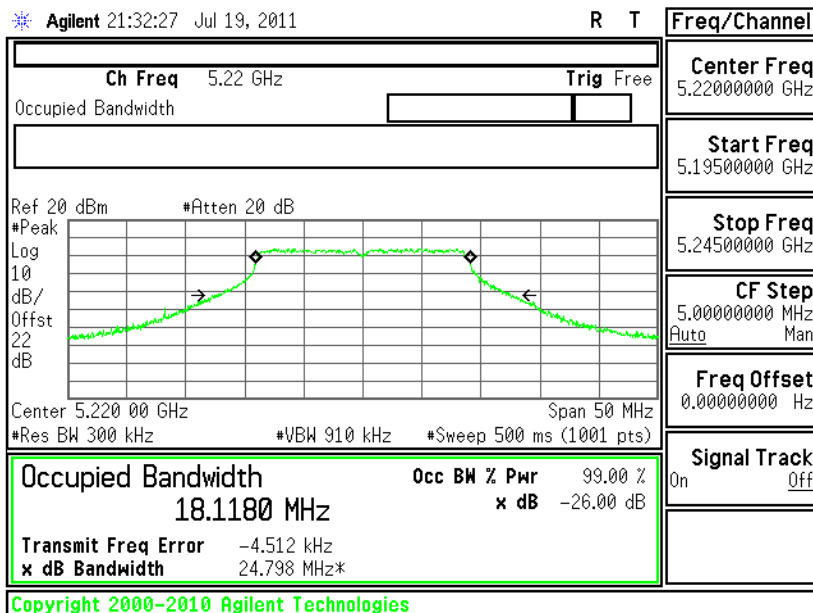 Agilent 21:32:27 Jul 19, 2011 R T
Ch Freq 5.22 GHz Trig Free
Occupied Bandwidth
Ref 20 dBm #Atten 20 dB
#Peak
Log
10
dB/
Offst
22
dB
Center 5.220 00 GHz Span 50 MHz
#Res BW 300 kHz #VBW 910 kHz #Sweep 500 ms (1001 pts)
Occupied Bandwidth Occ BW % Pwr 99.00 %
18.1180 MHz x dB -26.00 dB
Transmit Freq Error -4.512 kHz
x dB Bandwidth 24.798 MHz*
Copyright 2000-2010 Agilent Technologies
Freq/Channel
Center Freq
5.22000000 GHz
Start Freq
5.19500000 GHz
Stop Freq
5.24500000 GHz
CF Step
5.00000000 MHz
Auto Man
Freq Offset
0.00000000 Hz
Signal Track
On Off